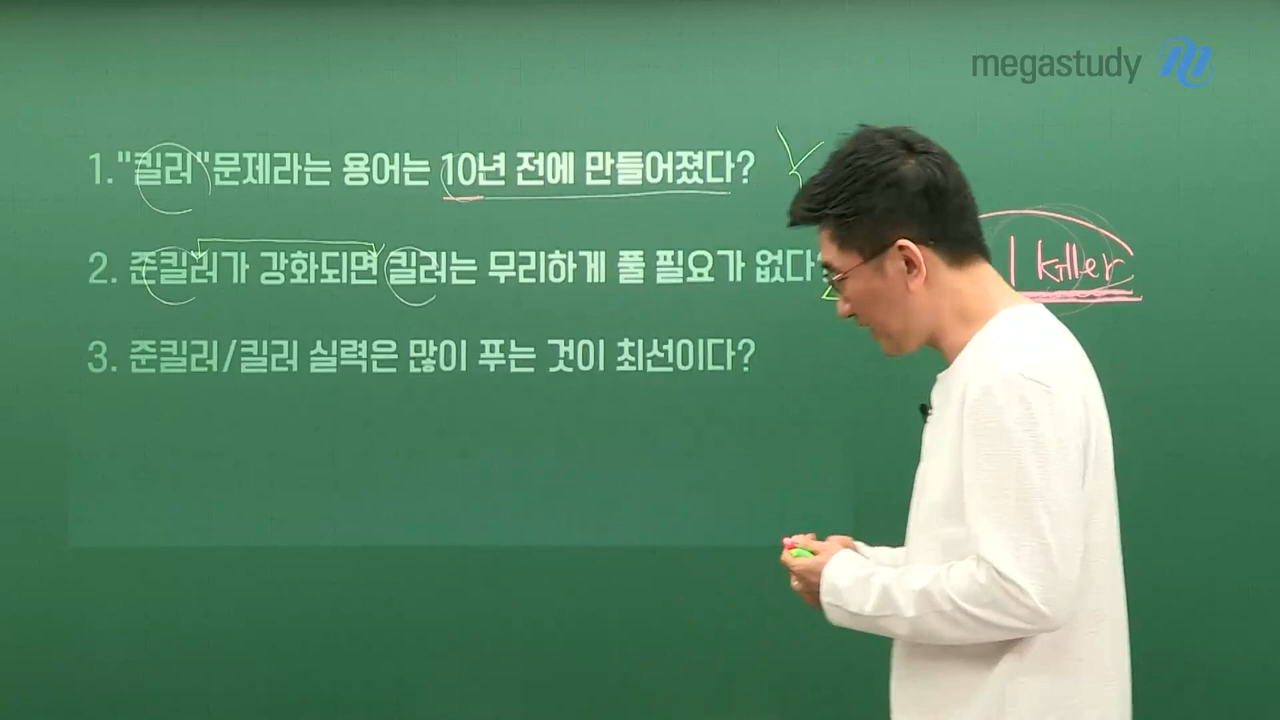 megastudy
1."킬러"문제라는 용어는 10년 전에 만들어졌다?
2. 준킬러가 강화되면 킬러는 무리하게 풀 필요가 없다
1 killer
3. 준킬러/킬러 실력은 많이 푸는 것이 최선이다?